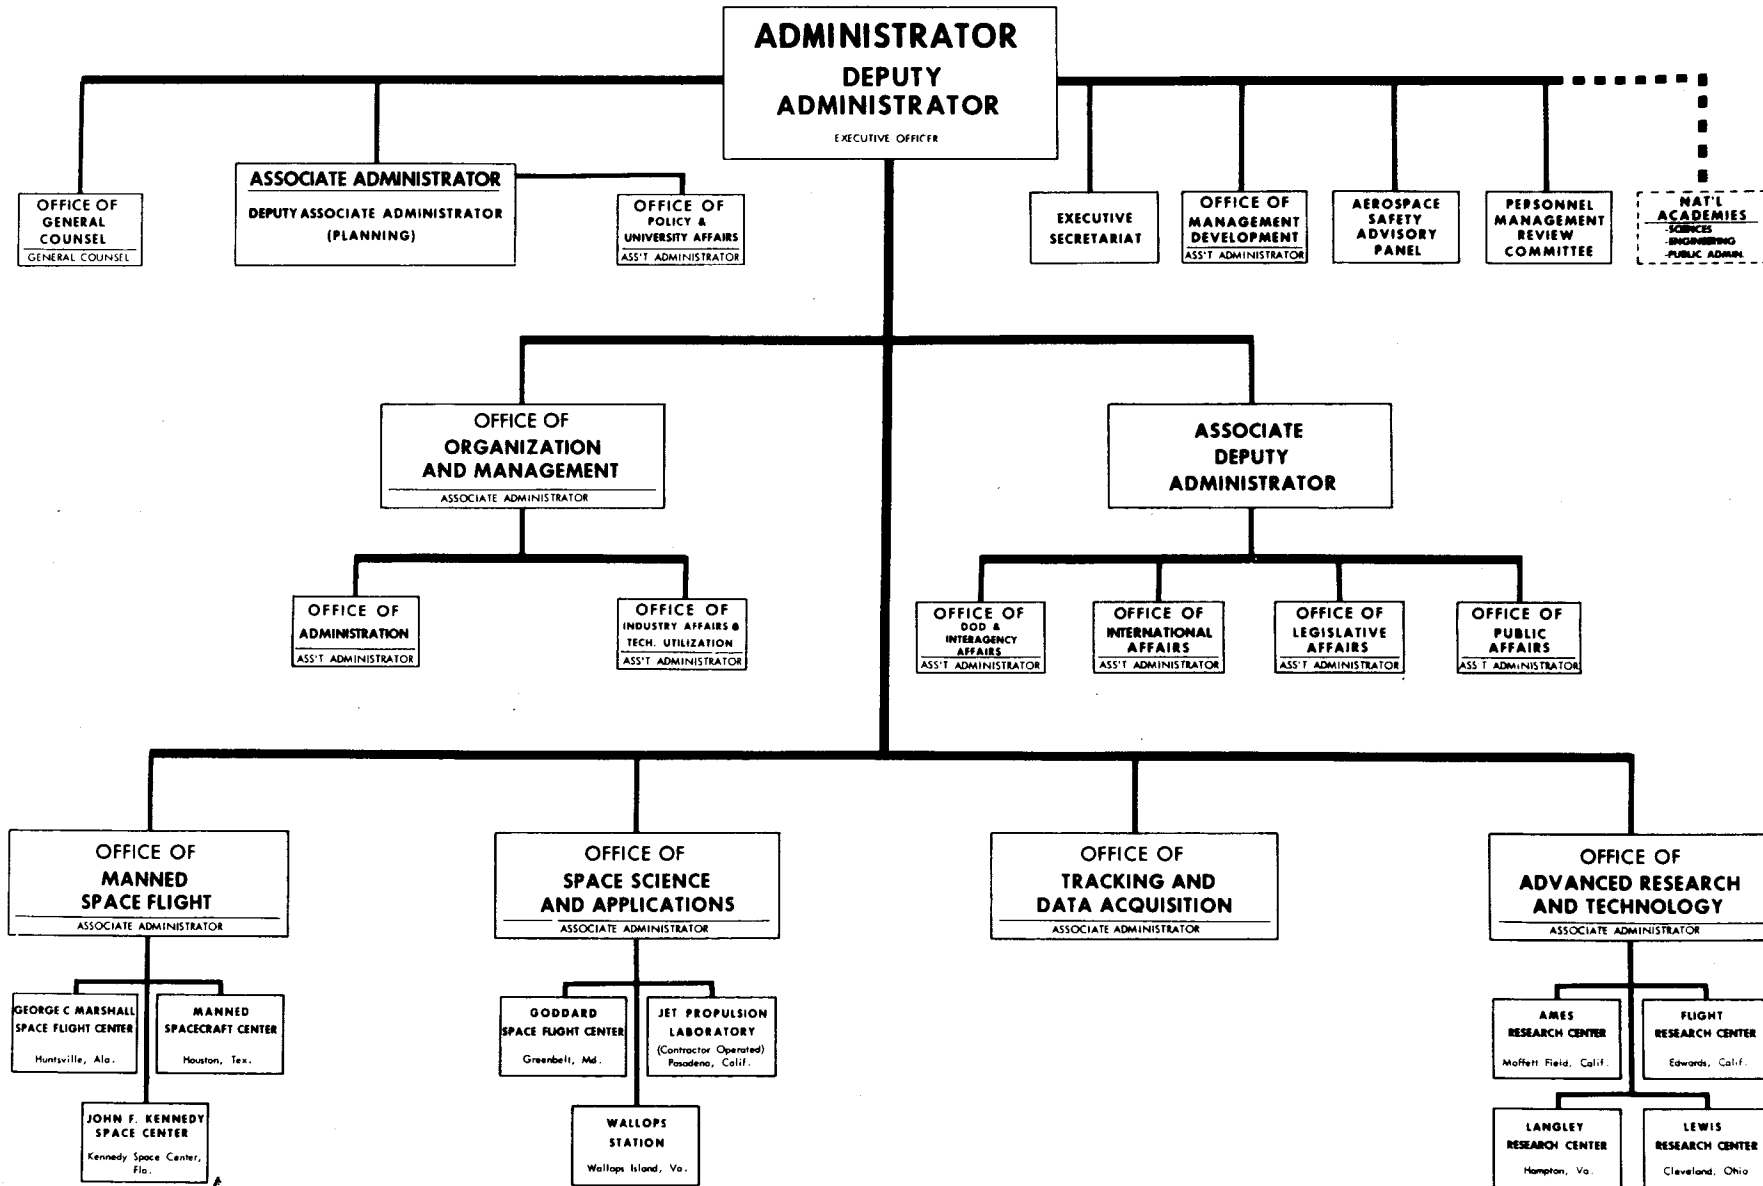 ADMINISTRATOR
DEPUTY
ADMINISTRATOR
EXECUTIVE OFFICER
OFFICE OF
GENERAL
COUNSEL
GENERAL COUNSEL
ASSOCIATE ADMINISTRATOR
DEPUTY ASSOCIATE ADMINISTRATOR
(PLANNING)
OFFICE OF
POLICY &
UNIVERSITY AFFAIRS
ASS'T ADMINISTRATOR
EXECUTIVE
SECRETARIAT
OFFICE OF
MANAGEMENT
DEVELOPMENT
ASS'T ADMINISTRATOR
AEROSPACE
SAFETY
ADVISORY
PANEL
PERSONNEL
MANAGEMENT
REVIEW
COMMITTEE
NAT'L
ACADEMIES
-SCIENCES
-ENGINEERING
-PUBLIC ADMIN.
OFFICE OF
ORGANIZATION
AND MANAGEMENT
ASSOCIATE ADMINISTRATOR
ASSOCIATE
DEPUTY
ADMINISTRATOR
OFFICE OF
ADMINISTRATION
ASS'T ADMINISTRATOR
OFFICE OF
INDUSTRY AFFAIRS &
TECH. UTILIZATION
ASS'T ADMINISTRATOR
OFFICE OF
DOD &
INTERAGENCY
AFFAIRS
ASS'T ADMINISTRATOR
OFFICE OF
INTERNATIONAL
AFFAIRS
ASS'T ADMINISTRATOR
OFFICE OF
LEGISLATIVE
AFFAIRS
ASS'T ADMINISTRATOR
OFFICE OF
PUBLIC
AFFAIRS
ASS'T ADMINISTRATOR
OFFICE OF
MANNED
SPACE FLIGHT
ASSOCIATE ADMINISTRATOR
OFFICE OF
SPACE SCIENCE
AND APPLICATIONS
ASSOCIATE ADMINISTRATOR
OFFICE OF
TRACKING AND
DATA ACQUISITION
ASSOCIATE ADMINISTRATOR
OFFICE OF
ADVANCED RESEARCH
AND TECHNOLOGY
ASSOCIATE ADMINISTRATOR
GEORGE C MARSHALL
SPACE FLIGHT CENTER
Huntsville, Ala.
MANNED
SPACECRAFT CENTER
Houston, Tex.
JOHN F. KENNEDY
SPACE CENTER
Kennedy Space Center,
Fla.
GODDARD
SPACE FLIGHT CENTER
Greenbelt, Md.
JET PROPULSION
LABORATORY
(Contractor Operated)
Pasadena, Calif.
WALLOPS
STATION
Wallops Island, Va.
AMES
RESEARCH CENTER
Moffett Field, Calif.
FLIGHT
RESEARCH CENTER
Edwards, Calif.
LANGLEY
RESEARCH CENTER
Hampton, Va.
LEWIS
RESEARCH CENTER
Cleveland, Ohio